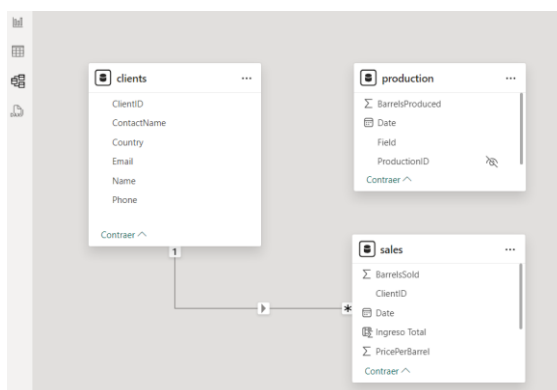 clients
ClientID
ContactName
Country
Email
Name
Phone
Contraer
1
production
BarrelsProduced
Date
Field
ProductionID
Contraer
sales
BarrelsSold
ClientID
Date
Ingreso Total
PricePerBarrel
Contraer